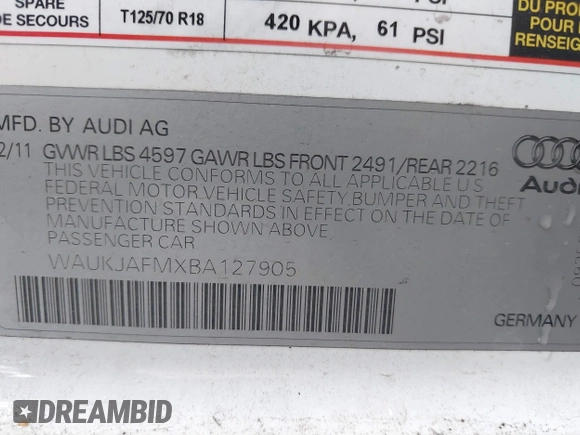 SPARE
DE SECOURS
T125/70 R18
420 KPA, 61 PSI
DU PRO
POUR
RENSEIG
MFD. BY AUDI AG
2/11 GVWR LBS 4597 GAWR LBS FRONT 2491/REAR 2216
THIS VEHICLE CONFORMS TO ALL APPLICABLE U S
FEDERAL MOTOR VEHICLE SAFETY, BUMPER AND THEFT
PREVENTION STANDARDS IN EFFECT ON THE DATE OF
MANUFACTURE SHOWN ABOVE.
PASSENGER CAR
WAUKJAFMXBA127905
Audi
GERMANY
DREAMBID